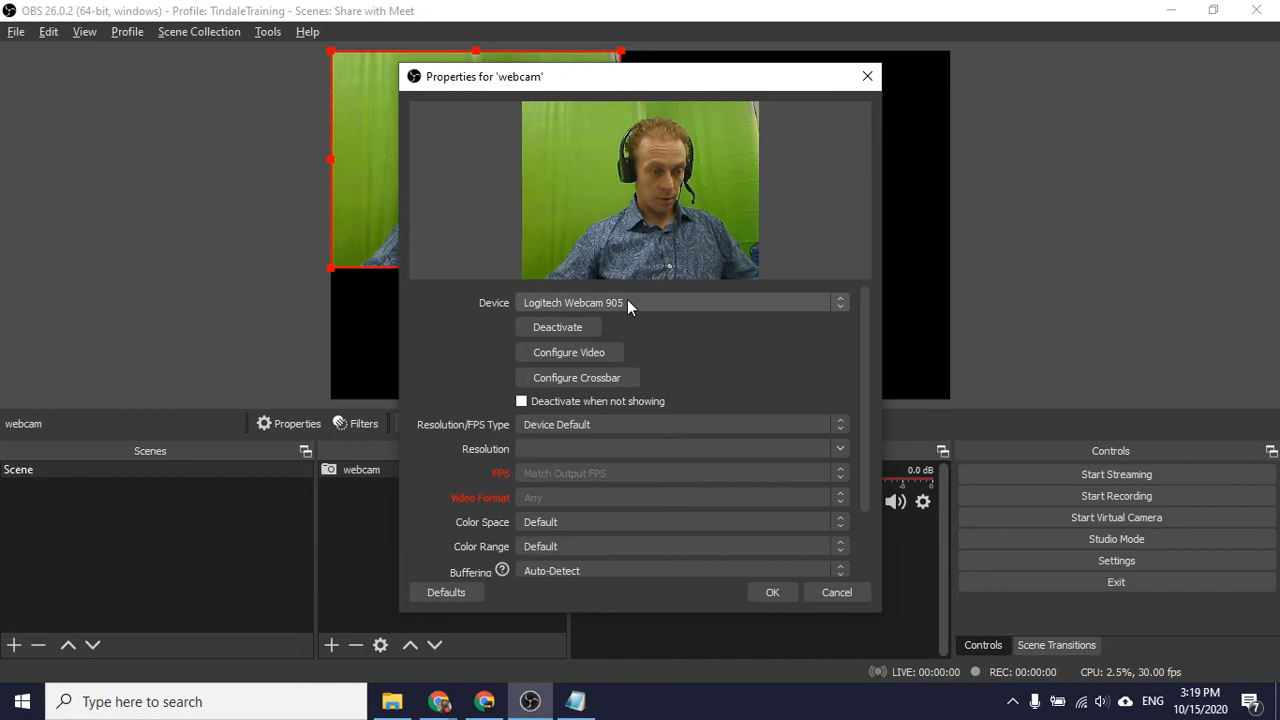 OBS 26.0.2 (64-bit, windows) - Profile: TindaleTraining - Scenes: Share with Meet
File Edit View Profile Scene Collection Tools Help
Properties for 'webcam'
Device Logitech Webcam 905
Deactivate
Configure Video
Configure Crossbar
Deactivate when not showing
Resolution/FPS Type Device Default
Resolution
FPS Match Output FPS
Video Format Any
Color Space Default
Color Range Default
Buffering ? Auto-Detect
Defaults OK Cancel
webcam Properties Filters
Scenes Controls
Scene webcam 0.0 dB
Start Streaming
Start Recording
Start Virtual Camera
Studio Mode
Settings
Exit
Controls Scene Transitions
LIVE: 00:00:00 REC: 00:00:00 CPU: 2.5%, 30.00 fps
Type here to search
ENG 3:19 PM
10/15/2020 7